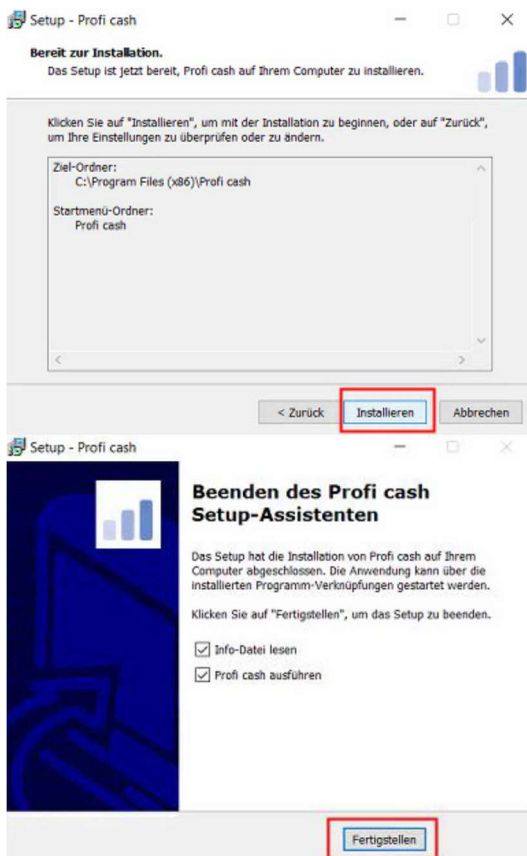 Setup - Profi cash
Bereit zur Installation.
Das Setup ist jetzt bereit, Profi cash auf Ihrem Computer zu installieren.
Klicken Sie auf "Installieren", um mit der Installation zu beginnen, oder auf "Zurück",
um Ihre Einstellungen zu überprüfen oder zu ändern.
Ziel-Ordner:
C:\Program Files (x86)\Profi cash
Startmenü-Ordner:
Profi cash
< Zurück Installieren Abbrechen
Setup - Profi cash
Beenden des Profi cash
Setup-Assistenten
Das Setup hat die Installation von Profi cash auf Ihrem
Computer abgeschlossen. Die Anwendung kann über die
installierten Programm-Verknüpfungen gestartet werden.
Klicken Sie auf "Fertigstellen", um das Setup zu beenden.
Info-Datei lesen
Profi cash ausführen
Fertigstellen